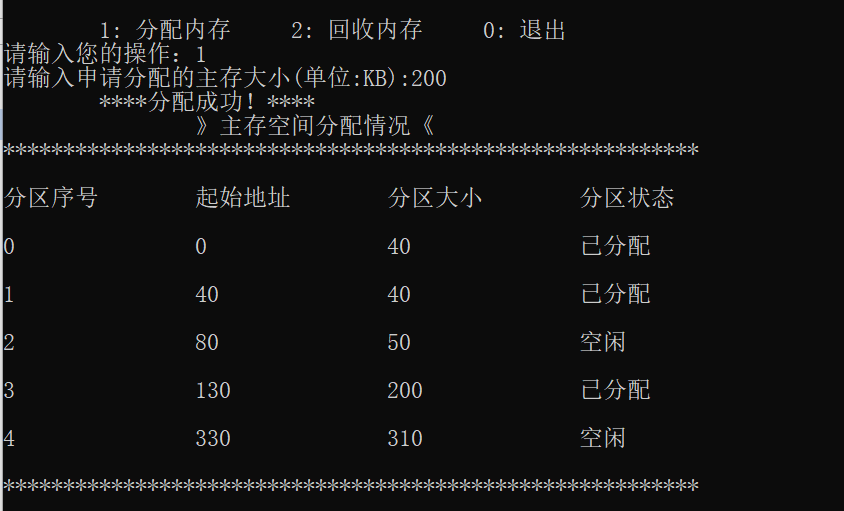 1: 分配内存     2: 回收内存     0: 退出
请输入您的操作：1
请输入申请分配的主存大小(单位:KB):200
****分配成功！****
》主存空间分配情况《
**********************************************************
分区序号        起始地址        分区大小        分区状态
0               0               40              已分配
1               40              40              已分配
2               80              50              空闲
3               130             200             已分配
4               330             310             空闲
**********************************************************